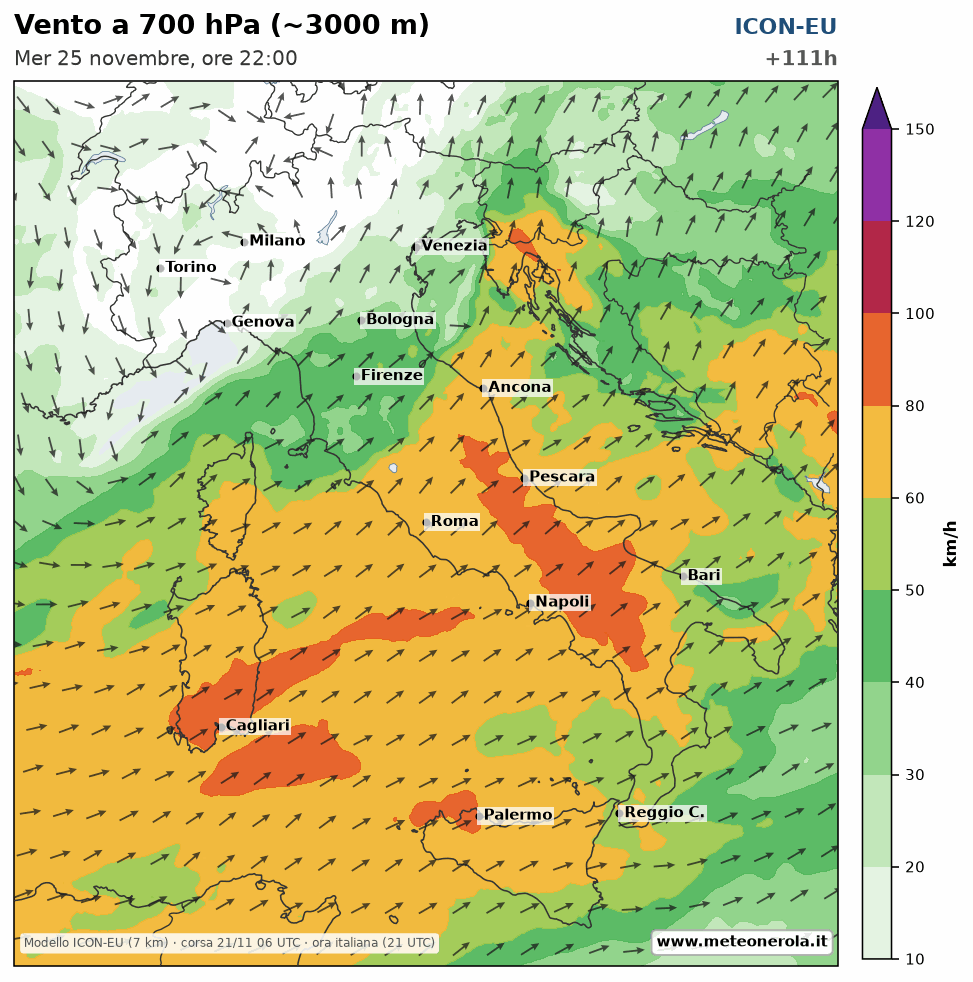 Vento a 700 hPa (~3000 m)
ICON-EU
Mer 25 novembre, ore 22:00
+111h
150
120
100
80
60
50
40
30
20
10
km/h
Milano
Venezia
Torino
Genova
Bologna
Firenze
Ancona
Pescara
Roma
Bari
Napoli
Cagliari
Palermo
Reggio C.
Modello ICON-EU (7 km) · corsa 21/11 06 UTC · ora italiana (21 UTC)
www.meteonerola.it